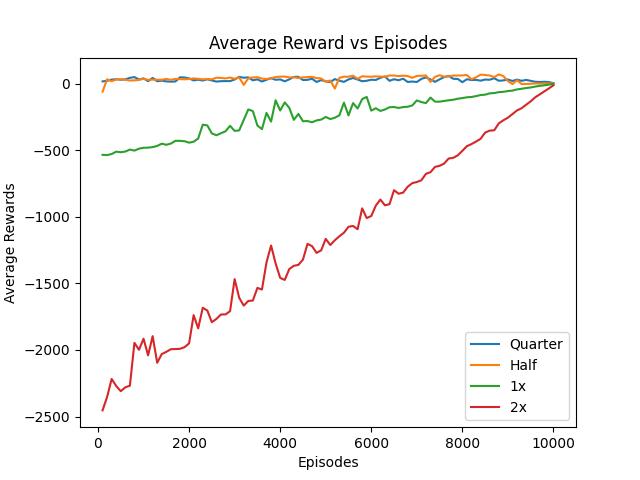 Average Reward vs Episodes
Average Rewards
0
−500
−1000
−1500
−2000
−2500
0 2000 4000 6000 8000 10000
Episodes
Quarter
Half
1x
2x